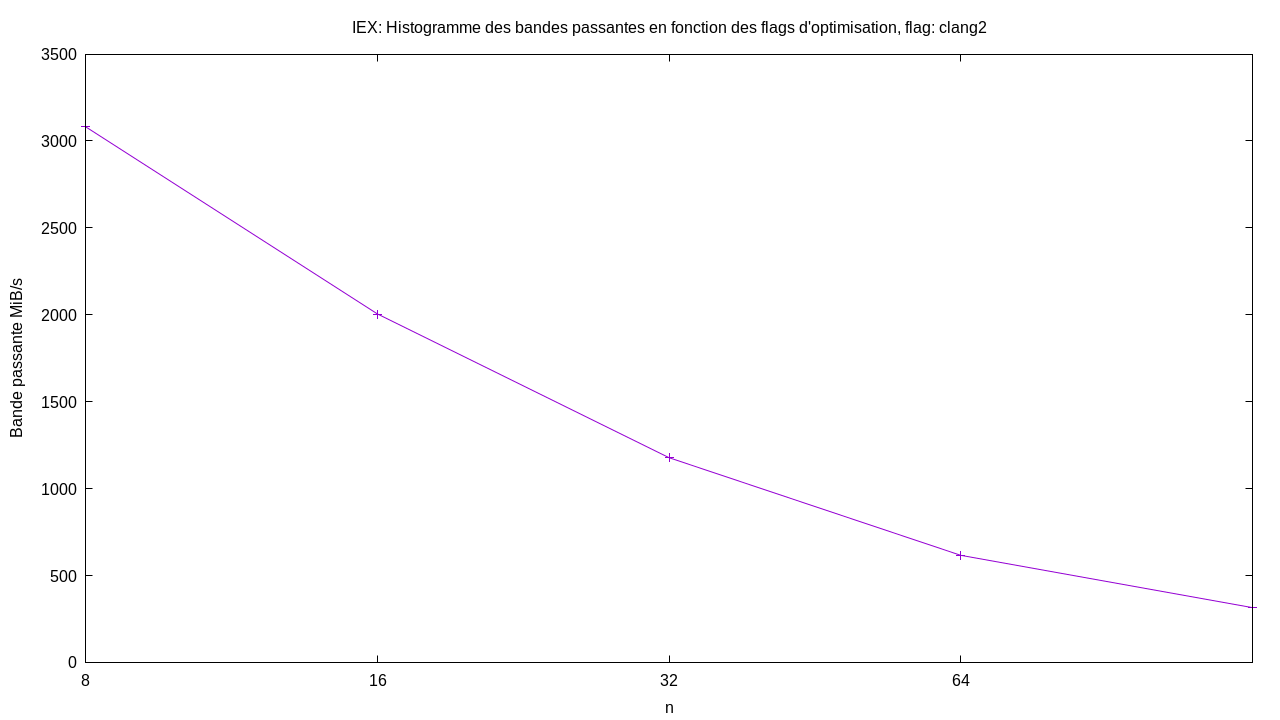 IEX: Histogramme des bandes passantes en fonction des flags d'optimisation, flag: clang2
3500
3000
2500
2000
1500
1000
500
0
Bande passante MiB/s
8 16 32 64
n